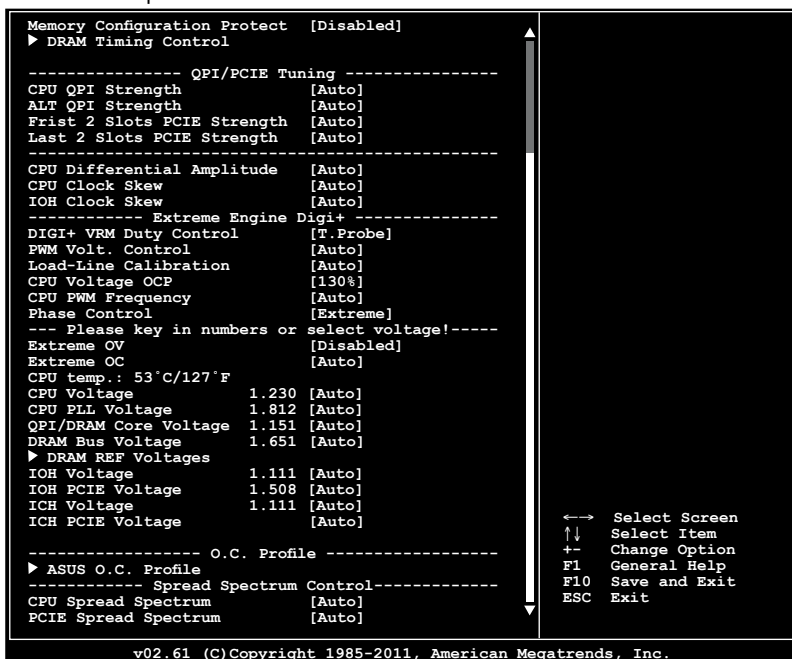 Memory Configuration Protect [Disabled]
▶ DRAM Timing Control
---------------- QPI/PCIE Tuning ----------------
CPU QPI Strength [Auto]
ALT QPI Strength [Auto]
Frist 2 Slots PCIE Strength [Auto]
Last 2 Slots PCIE Strength [Auto]
-------------------------------------------------
CPU Differential Amplitude [Auto]
CPU Clock Skew [Auto]
IOH Clock Skew [Auto]
------------ Extreme Engine Digi+ ---------------
DIGI+ VRM Duty Control [T.Probe]
PWM Volt. Control [Auto]
Load-Line Calibration [Auto]
CPU Voltage OCP [130%]
CPU PWM Frequency [Auto]
Phase Control [Extreme]
--- Please key in numbers or select voltage!-----
Extreme OV [Disabled]
Extreme OC [Auto]
CPU temp.: 53°C/127°F
CPU Voltage 1.230 [Auto]
CPU PLL Voltage 1.812 [Auto]
QPI/DRAM Core Voltage 1.151 [Auto]
DRAM Bus Voltage 1.651 [Auto]
▶ DRAM REF Voltages
IOH Voltage 1.111 [Auto]
IOH PCIE Voltage 1.508 [Auto]
ICH Voltage 1.111 [Auto]
ICH PCIE Voltage [Auto]
------------------ O.C. Profile ------------------
▶ ASUS O.C. Profile
------------ Spread Spectrum Control-------------
CPU Spread Spectrum [Auto]
PCIE Spread Spectrum [Auto]
←→ Select Screen
↑↓ Select Item
+- Change Option
F1 General Help
F10 Save and Exit
ESC Exit
v02.61 (C)Copyright 1985-2011, American Megatrends, Inc.